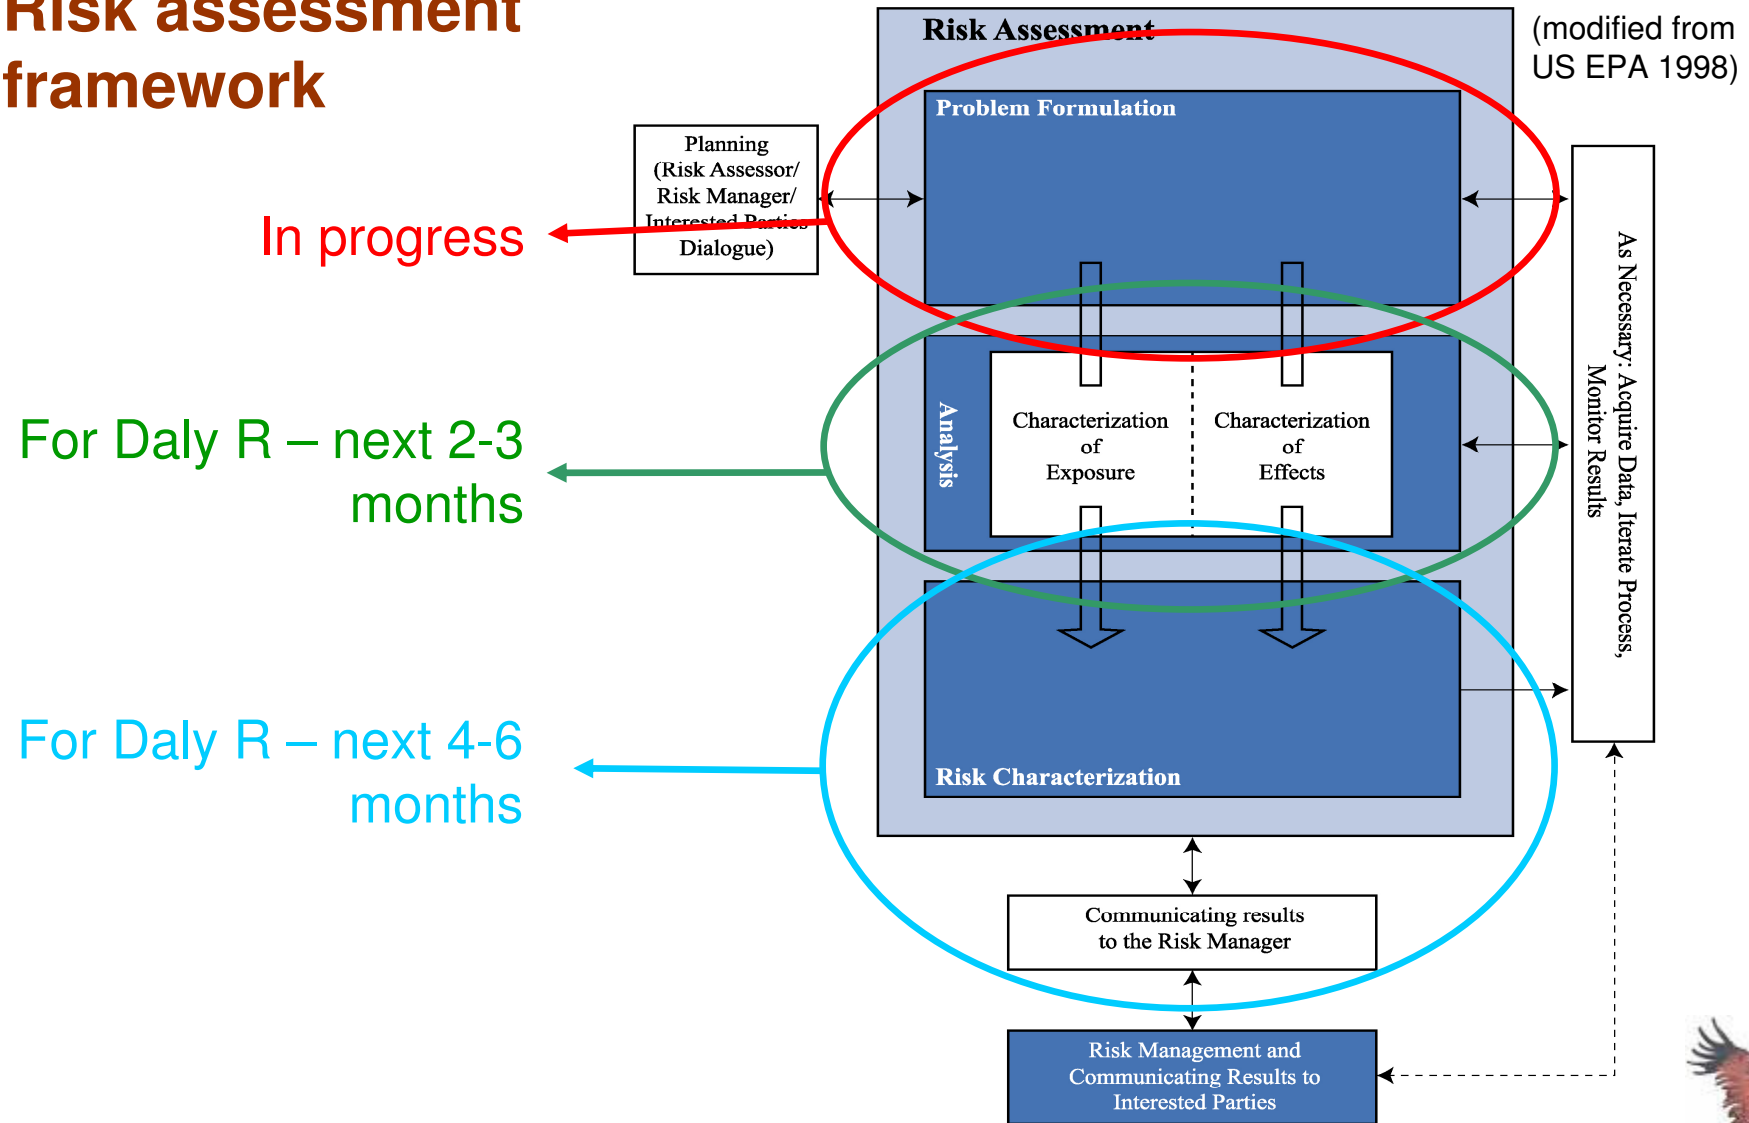 Risk assessment
framework
(modified from
US EPA 1998)
Risk Assessment
Problem Formulation
Planning
(Risk Assessor/
Risk Manager/
Interested Parties
Dialogue)
In progress
For Daly R – next 2-3
months
Analysis
Characterization
of
Exposure
Characterization
of
Effects
As Necessary: Acquire Data, Iterate Process,
Monitor Results
For Daly R – next 4-6
months
Risk Characterization
Communicating results
to the Risk Manager
Risk Management and
Communicating Results to
Interested Parties